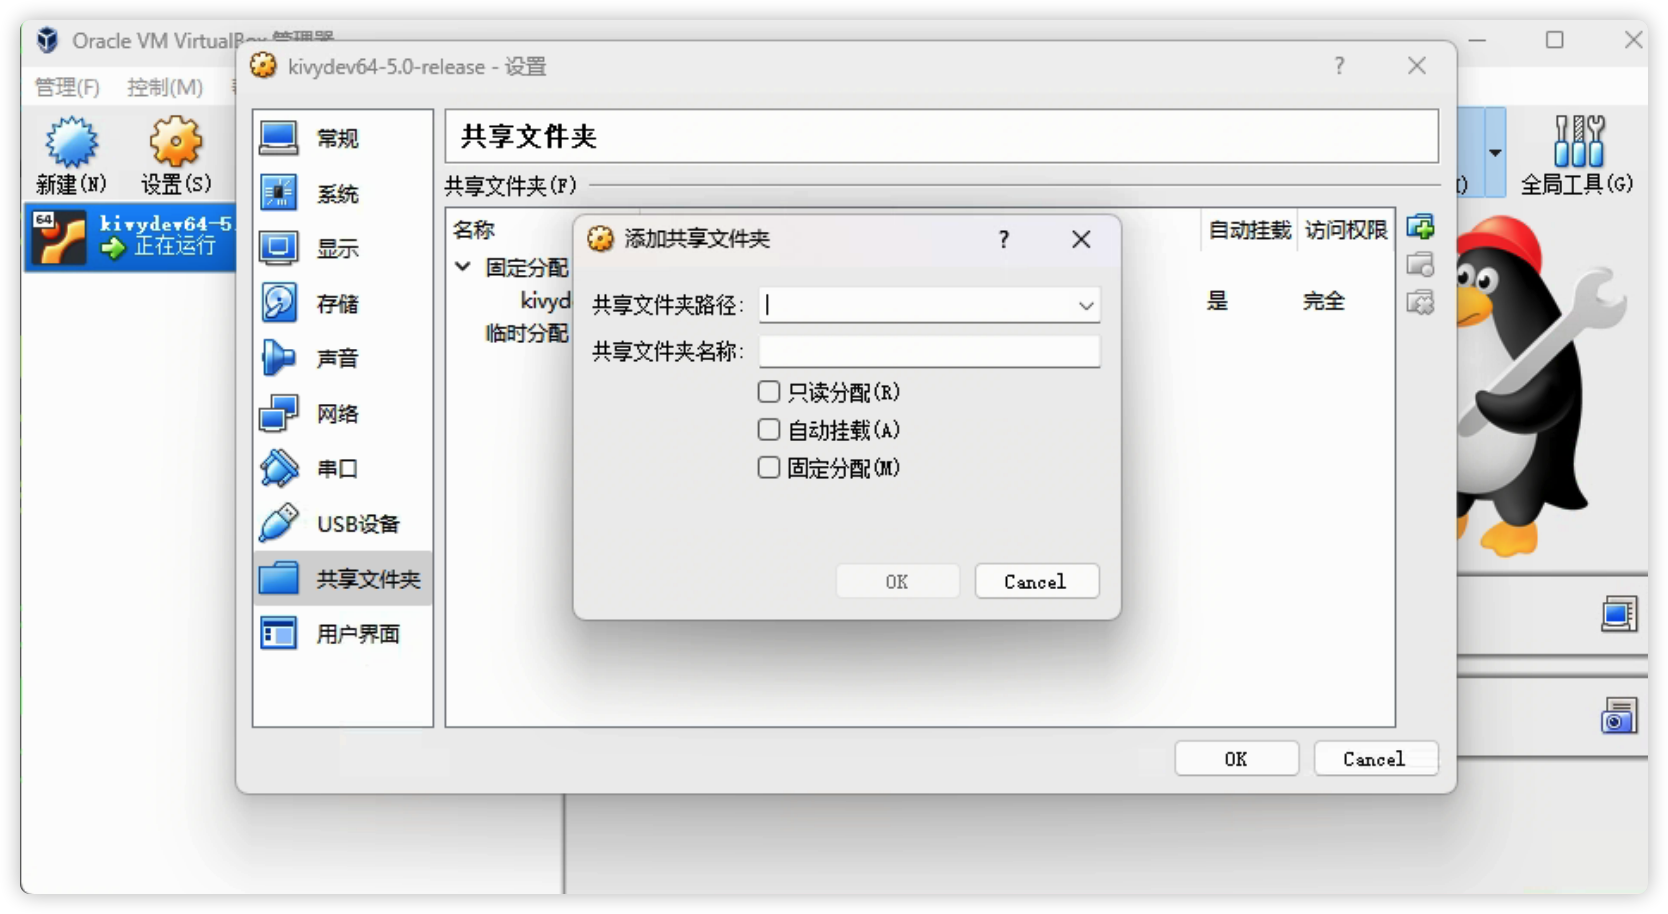 Oracle VM VirtualBox 管理器
管理(F) 控制(M)
新建(N) 设置(S)
全局工具(G)
64
kivydev64-5.
正在运行
kivydev64-5.0-release - 设置
?
常规
系统
显示
存储
声音
网络
串口
USB设备
共享文件夹
用户界面
共享文件夹
共享文件夹(F)
名称 自动挂载 访问权限
固定分配
kivyd 是 完全
临时分配
添加共享文件夹
?
共享文件夹路径:
共享文件夹名称:
只读分配(R)
自动挂载(A)
固定分配(M)
OK Cancel
OK Cancel